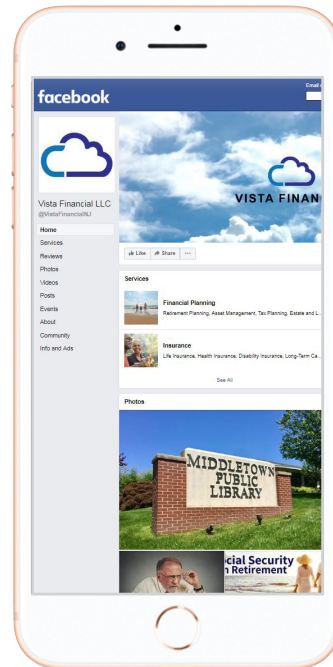 facebook
Email
VISTA FINAN
Vista Financial LLC
@VistaFinancialNJ
Home
Services
Reviews
Photos
Videos
Posts
Events
About
Community
Info and Ads
Like
Share
Services
Financial Planning
Retirement Planning, Asset Management, Tax Planning, Estate and L...
Insurance
Life Insurance, Health Insurance, Disability Insurance, Long-Term Ca...
See All
Photos
MIDDLETOWN
PUBLIC
LIBRARY
cial Security
n Retirement